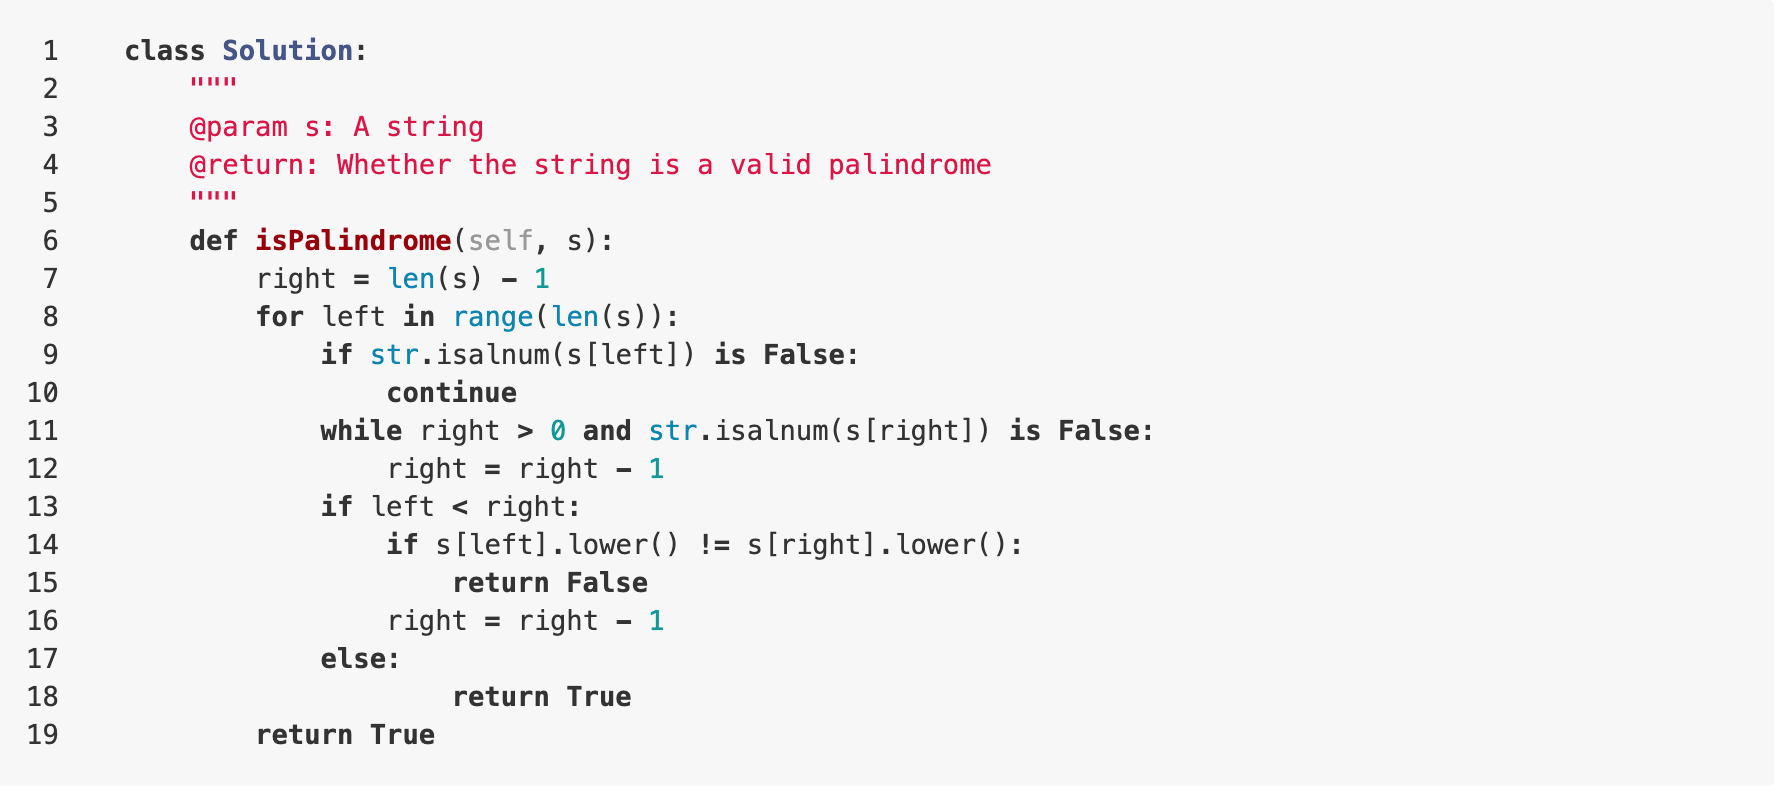 1    class Solution:
2        """
3        @param s: A string
4        @return: Whether the string is a valid palindrome
5        """
6        def isPalindrome(self, s):
7            right = len(s) - 1
8            for left in range(len(s)):
9                if str.isalnum(s[left]) is False:
10                    continue
11                while right > 0 and str.isalnum(s[right]) is False:
12                    right = right - 1
13                if left < right:
14                    if s[left].lower() != s[right].lower():
15                        return False
16                    right = right - 1
17                else:
18                        return True
19            return True